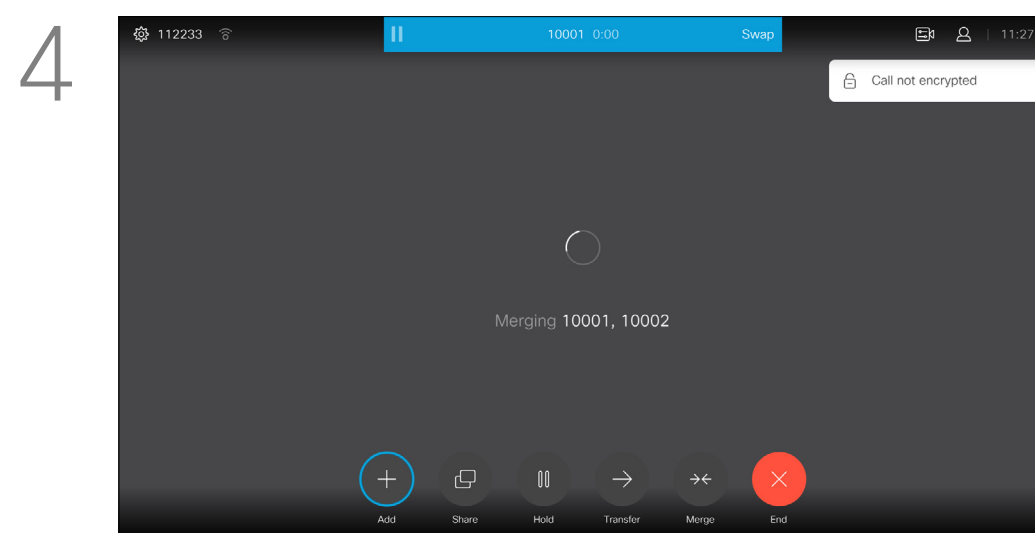 4
112233
10001 0:00 Swap
11:27
Call not encrypted
Merging 10001, 10002
Add Share Hold Transfer Merge End